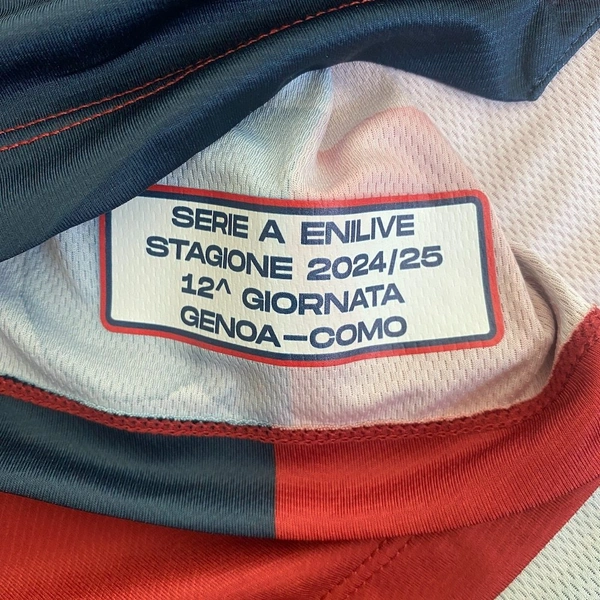 SERIE A ENILIVE
STAGIONE 2024/25
12^ GIORNATA
GENOA-COMO